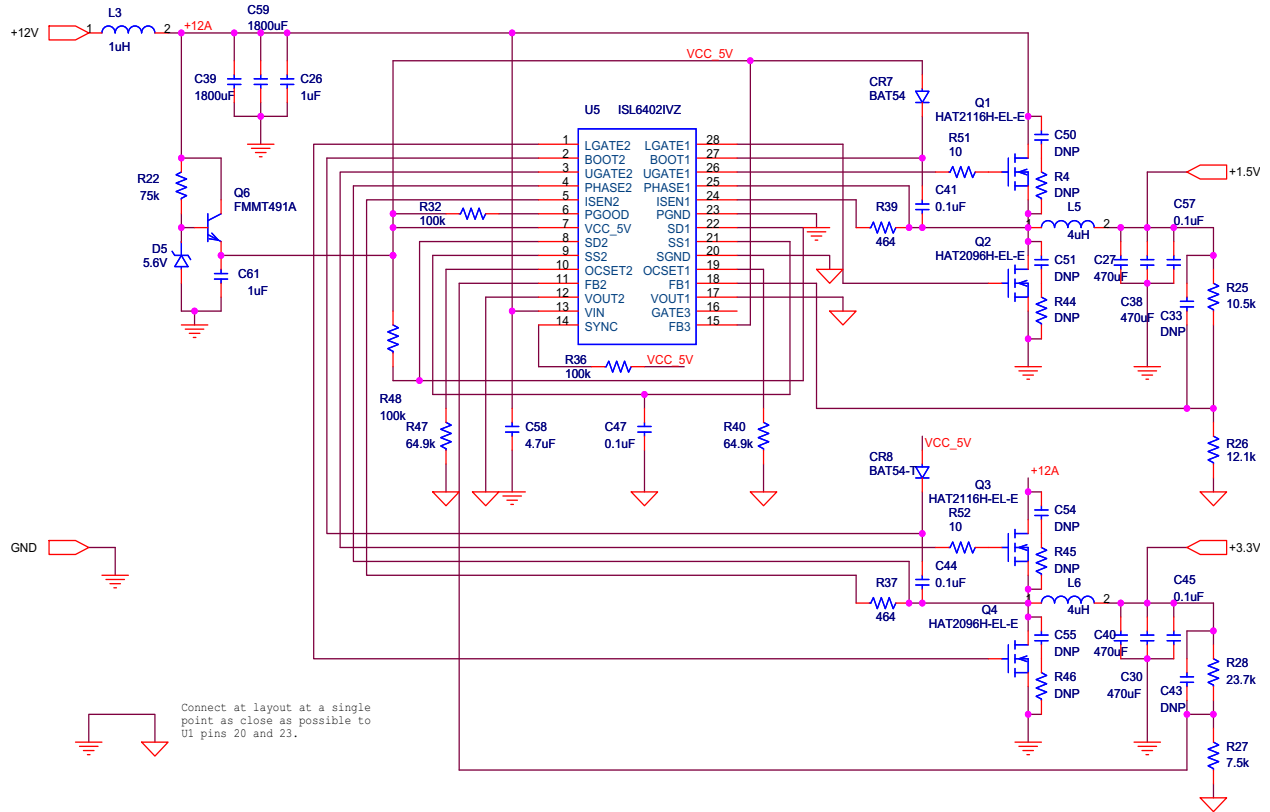 +12V
1
L3
2
1uH
+12A
C59
1800uF
C39
1800uF
C26
1uF
R22
75k
Q6
FMMT491A
D5
5.6V
C61
1uF
VCC_5V
U5 ISL6402IVZ
1 LGATE2
2 BOOT2
3 UGATE2
4 PHASE2
5 ISEN2
6 PGOOD
7 VCC_5V
8 SD2
9 SS2
10 OCSET2
11 FB2
12 VOUT2
13 VIN
14 SYNC
LGATE1 28
BOOT1 27
UGATE1 26
PHASE1 25
ISEN1 24
PGND 23
SD1 22
SS1 21
SGND 20
OCSET1 19
FB1 18
VOUT1 17
GATE3 16
FB3 15
R32
100k
R36
100k
VCC_5V
R48
100k
R47
64.9k
C58
4.7uF
C47
0.1uF
R40
64.9k
CR7
BAT54
Q1
HAT2116H-EL-E
R51
10
C50
DNP
R4
DNP
C41
0.1uF
R39
464
1
L5
2
4uH
Q2
HAT2096H-EL-E
C51
DNP
R44
DNP
+1.5V
C57
0.1uF
C27
470uF
C38
470uF
C33
DNP
R25
10.5k
R26
12.1k
CR8
BAT54-T
VCC_5V
+12A
Q3
HAT2116H-EL-E
R52
10
C54
DNP
R45
DNP
C44
0.1uF
R37
464
1
L6
2
4uH
Q4
HAT2096H-EL-E
C55
DNP
R46
DNP
+3.3V
C45
0.1uF
C40
470uF
C30
470uF
C43
DNP
R28
23.7k
R27
7.5k
GND
Connect at layout at a single
point as close as possible to
U1 pins 20 and 23.